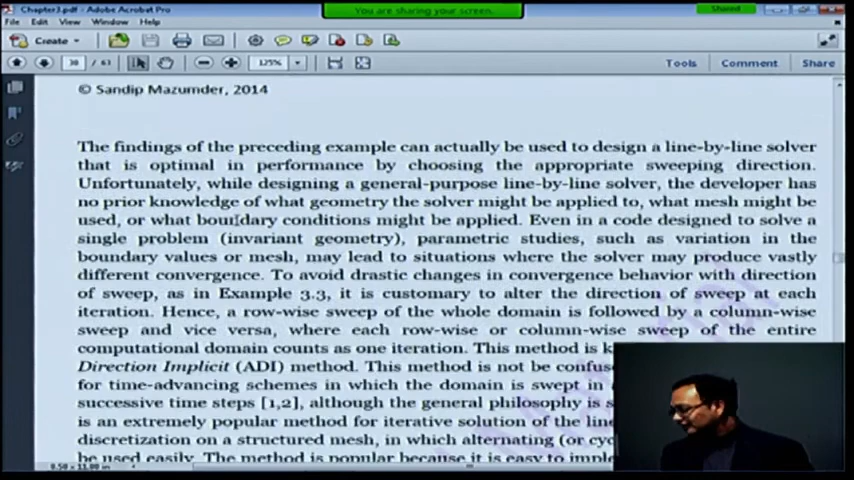 Chapter3.pdf - Adobe Acrobat Pro
You are sharing your screen.
Shared
File Edit View Window Help
Create
30 / 63 125%
Tools Comment Share
© Sandip Mazumder, 2014
The findings of the preceding example can actually be used to design a line-by-line solver
that is optimal in performance by choosing the appropriate sweeping direction.
Unfortunately, while designing a general-purpose line-by-line solver, the developer has
no prior knowledge of what geometry the solver might be applied to, what mesh might be
used, or what boundary conditions might be applied. Even in a code designed to solve a
single problem (invariant geometry), parametric studies, such as variation in the
boundary values or mesh, may lead to situations where the solver may produce vastly
different convergence. To avoid drastic changes in convergence behavior with direction
of sweep, as in Example 3.3, it is customary to alter the direction of sweep at each
iteration. Hence, a row-wise sweep of the whole domain is followed by a column-wise
sweep and vice versa, where each row-wise or column-wise sweep of the entire
computational domain counts as one iteration. This method is
Direction Implicit (ADI) method. This method is not be confus
for time-advancing schemes in which the domain is swept in
successive time steps [1,2], although the general philosophy is s
is an extremely popular method for iterative solution of the line
discretization on a structured mesh, in which alternating (or cyc
be used easily. The method is popular because it is easy to imple
8.50 x 11.00 in